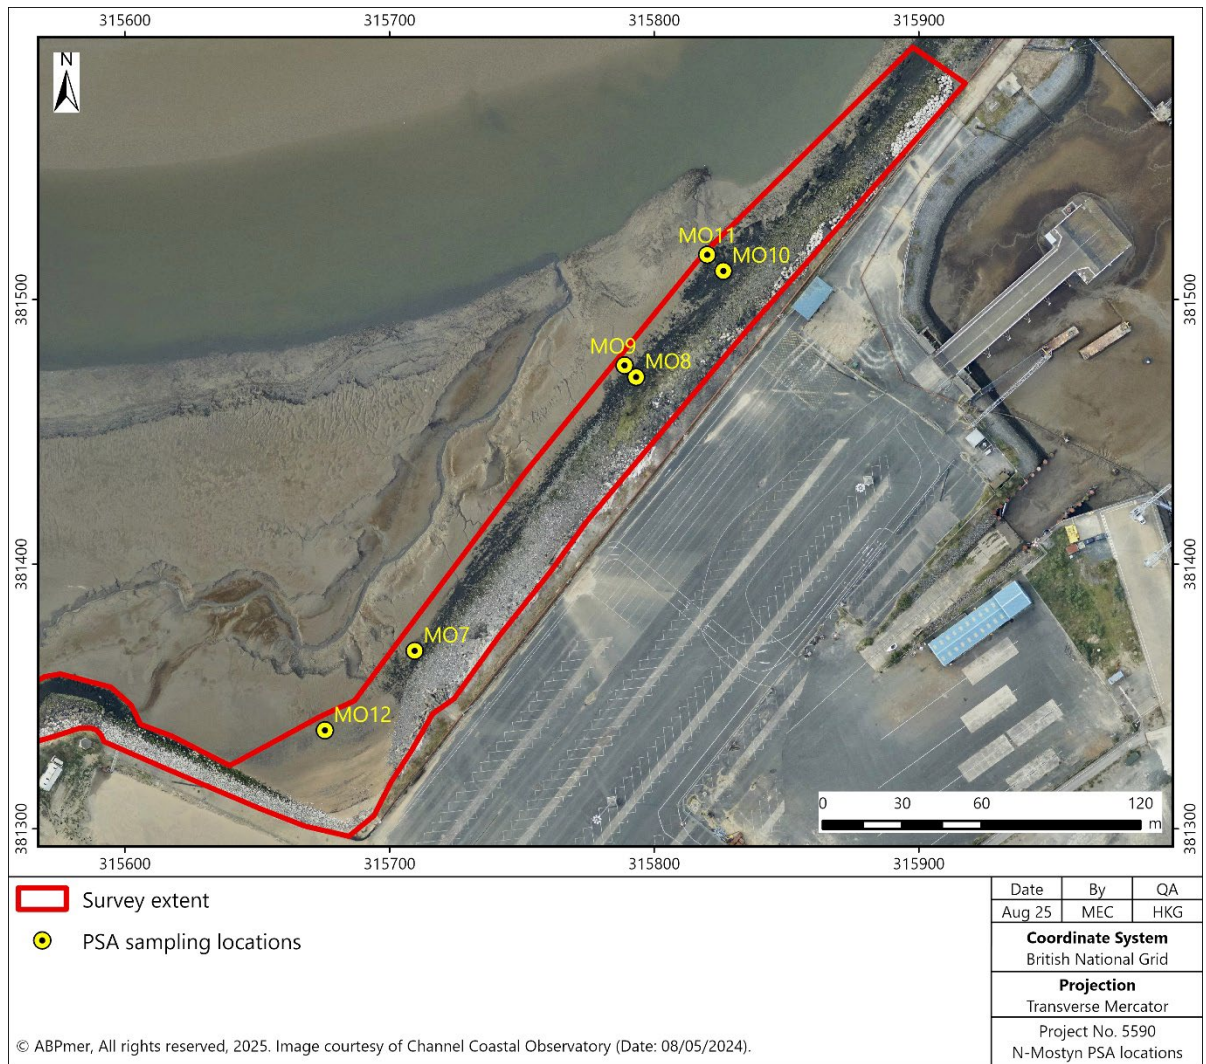 315600 315700 315800 315900
N
MO11
MO10
381500 381500
MO9
MO8
381400 381400
MO7
MO12
0 30 60 120
m
381300 381300
315600 315700 315800 315900
Survey extent
PSA sampling locations
Date By QA
Aug 25 MEC HKG
Coordinate System
British National Grid
Projection
Transverse Mercator
Project No. 5590
N-Mostyn PSA locations
© ABPmer, All rights reserved, 2025. Image courtesy of Channel Coastal Observatory (Date: 08/05/2024).